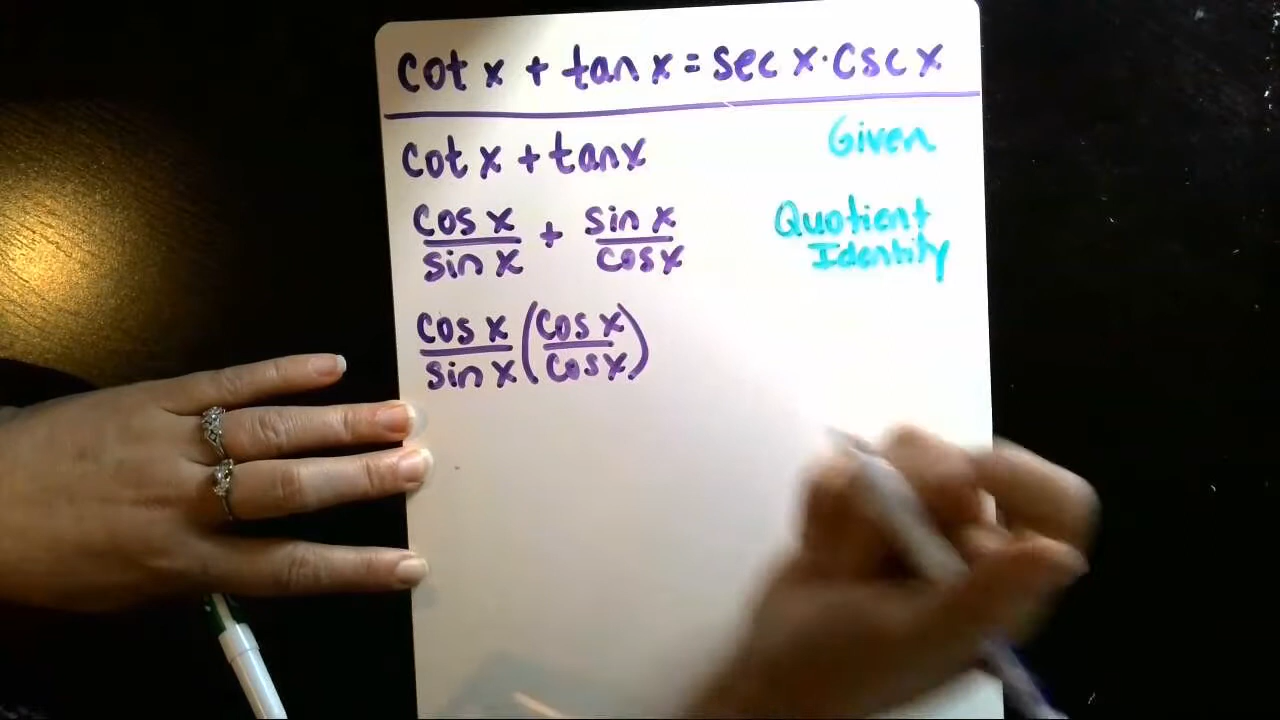 cot x + tan x = sec x · csc x
cot x + tan x Given
cos x / sin x + sin x / cos x Quotient Identity
cos x / sin x (cos x / cos x)